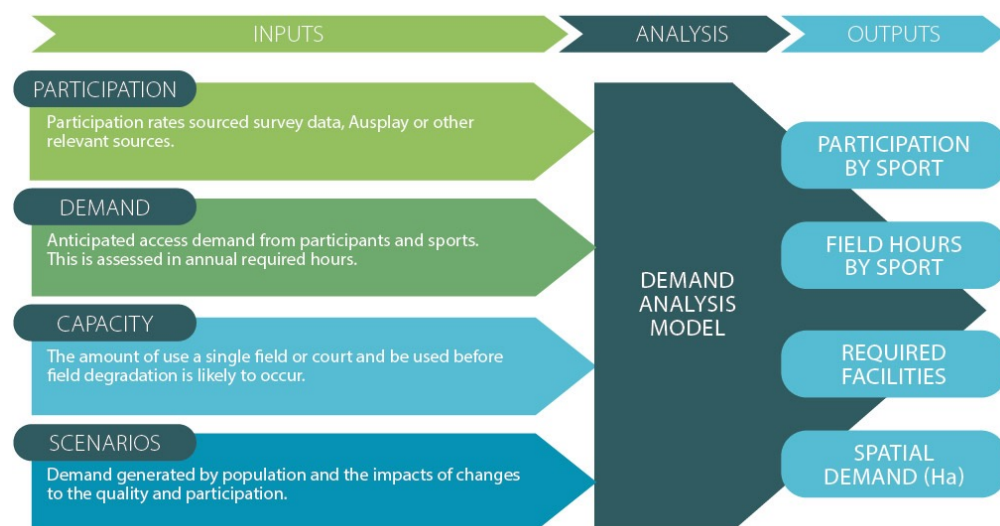 INPUTS
ANALYSIS
OUTPUTS
PARTICIPATION
Participation rates sourced survey data, Ausplay or other
relevant sources.
DEMAND
Anticipated access demand from participants and sports.
This is assessed in annual required hours.
CAPACITY
The amount of use a single field or court and be used before
field degradation is likely to occur.
SCENARIOS
Demand generated by population and the impacts of changes
to the quality and participation.
DEMAND
ANALYSIS
MODEL
PARTICIPATION
BY SPORT
FIELD HOURS
BY SPORT
REQUIRED
FACILITIES
SPATIAL
DEMAND (Ha)